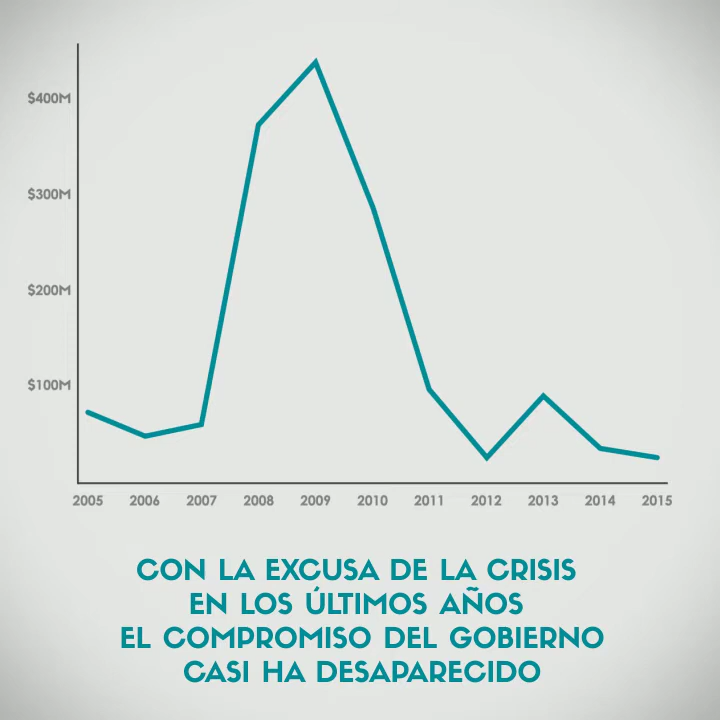 $400M
$300M
$200M
$100M
2005 2006 2007 2008 2009 2010 2011 2012 2013 2014 2015
CON LA EXCUSA DE LA CRISIS
EN LOS ÚLTIMOS AÑOS
EL COMPROMISO DEL GOBIERNO
CASI HA DESAPARECIDO